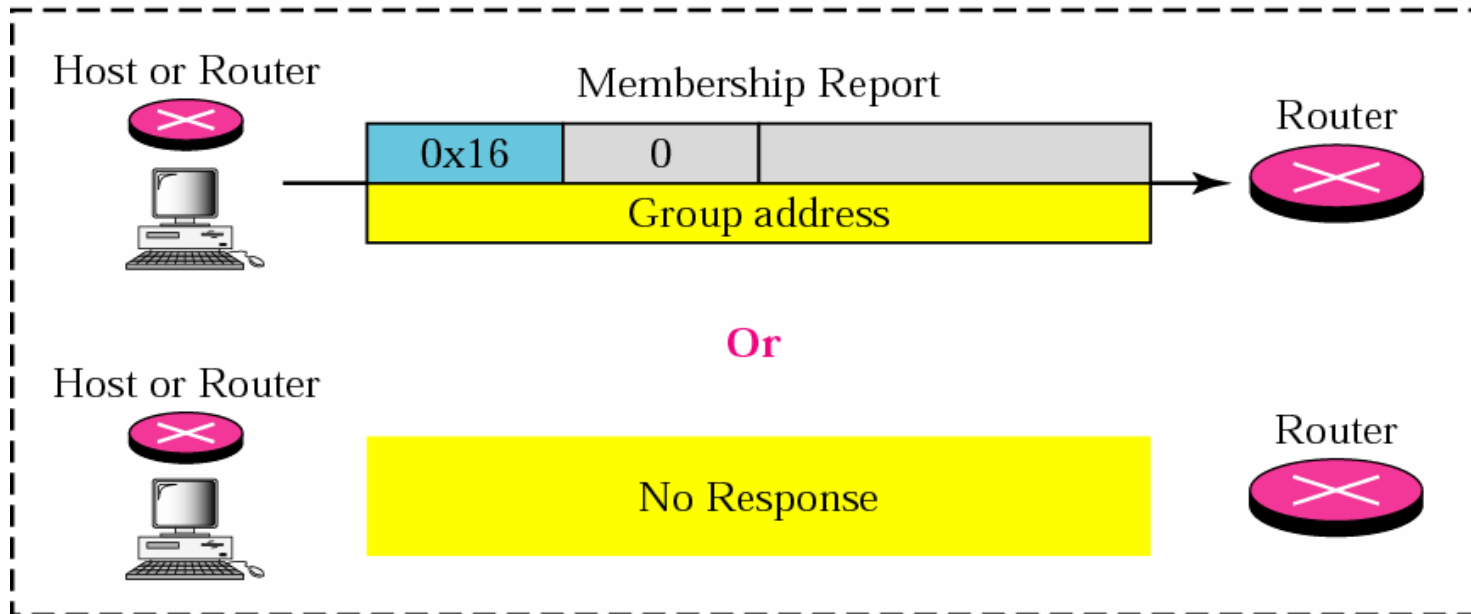 Host or Router
Membership Report
Router
0x16 0
Group address
Or
Host or Router
Router
No Response